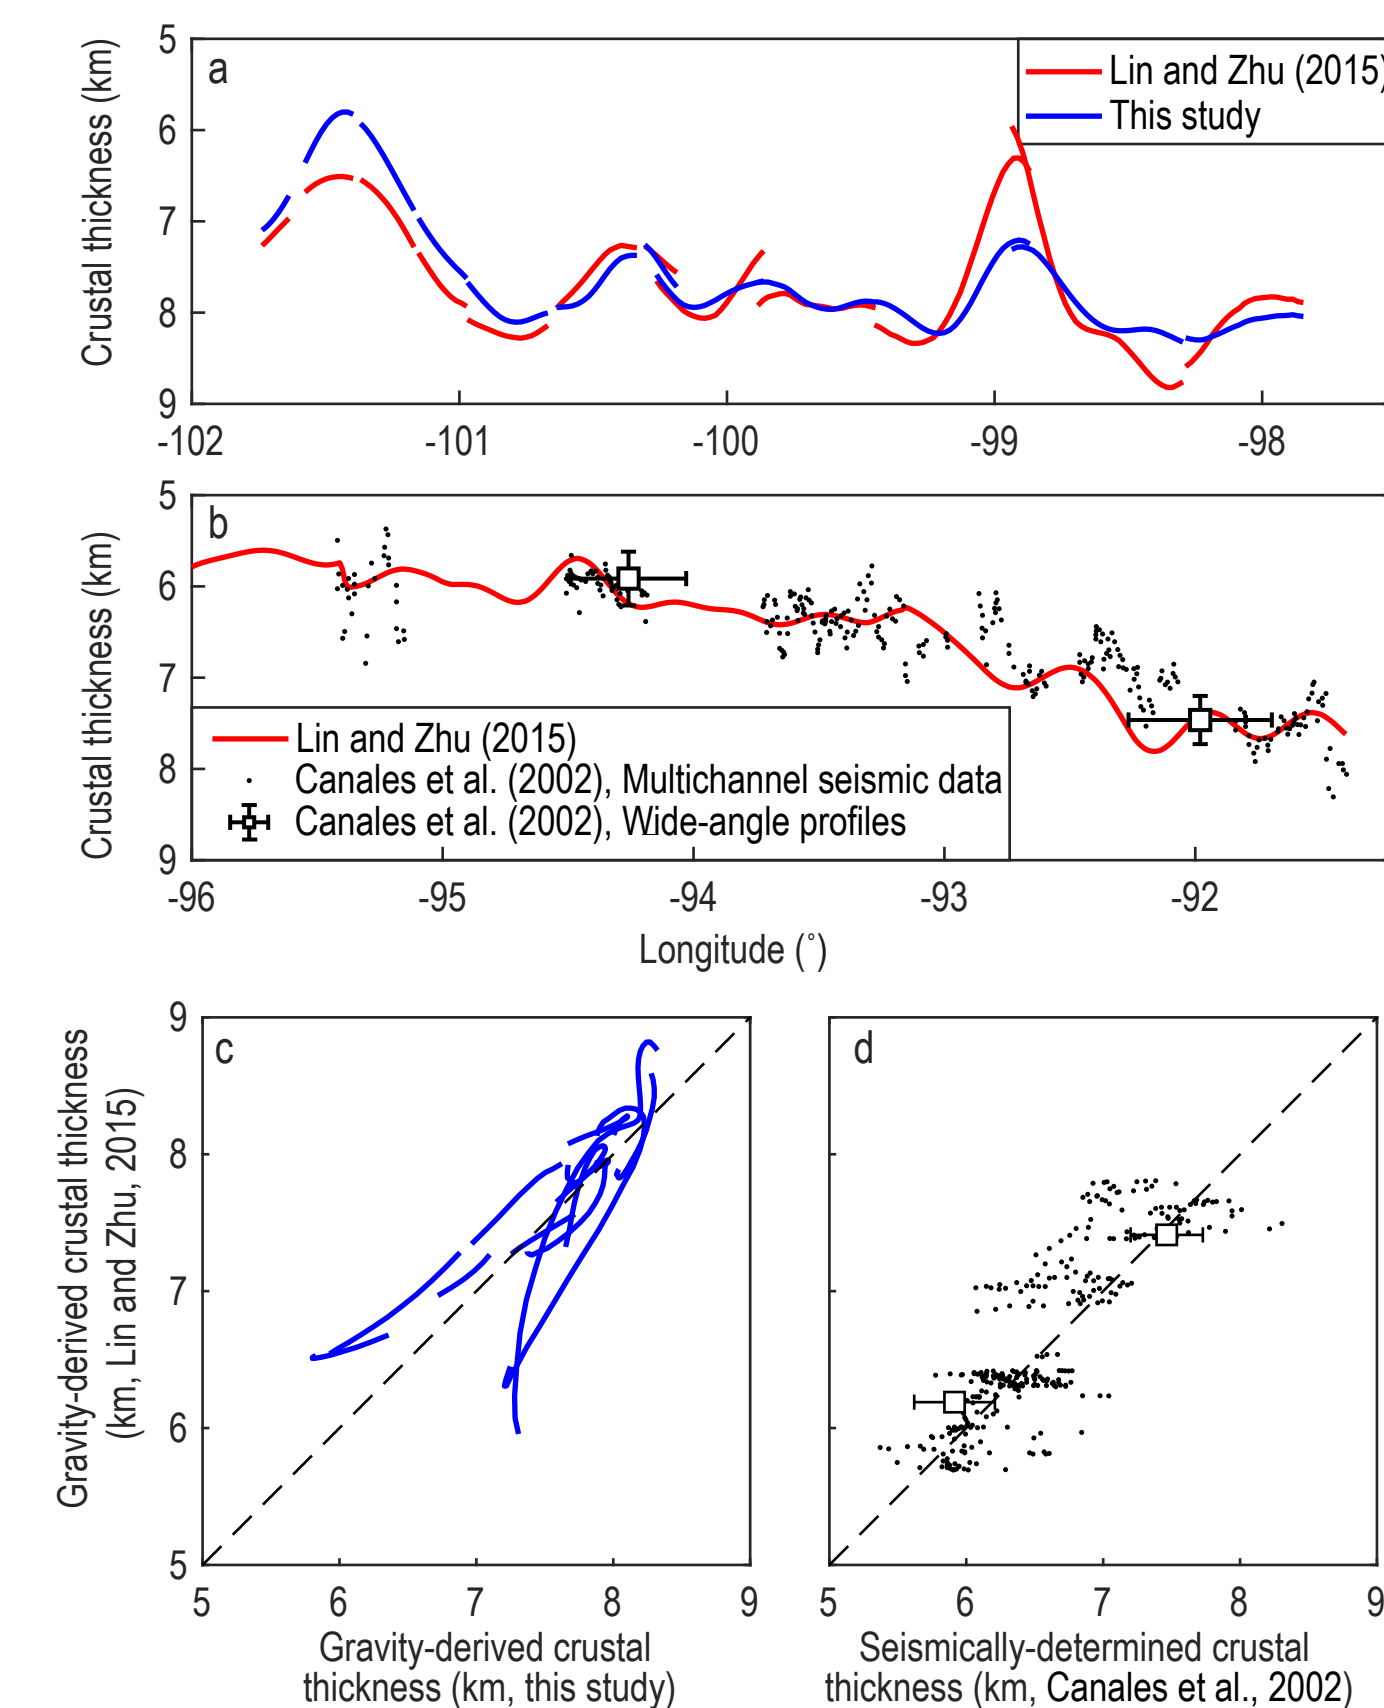 5
6
7
8
9
Crustal thickness (km)
a
Lin and Zhu (2015)
This study
-102
-101
-100
-99
-98
5
6
7
8
9
Crustal thickness (km)
b
Lin and Zhu (2015)
Canales et al. (2002), Multichannel seismic data
Canales et al. (2002), Wide-angle profiles
-96
-95
-94
-93
-92
Longitude (°)
9
8
7
6
5
Gravity-derived crustal thickness
(km, Lin and Zhu, 2015)
c
5
6
7
8
9
Gravity-derived crustal
thickness (km, this study)
d
5
6
7
8
9
Seismically-determined crustal
thickness (km, Canales et al., 2002)